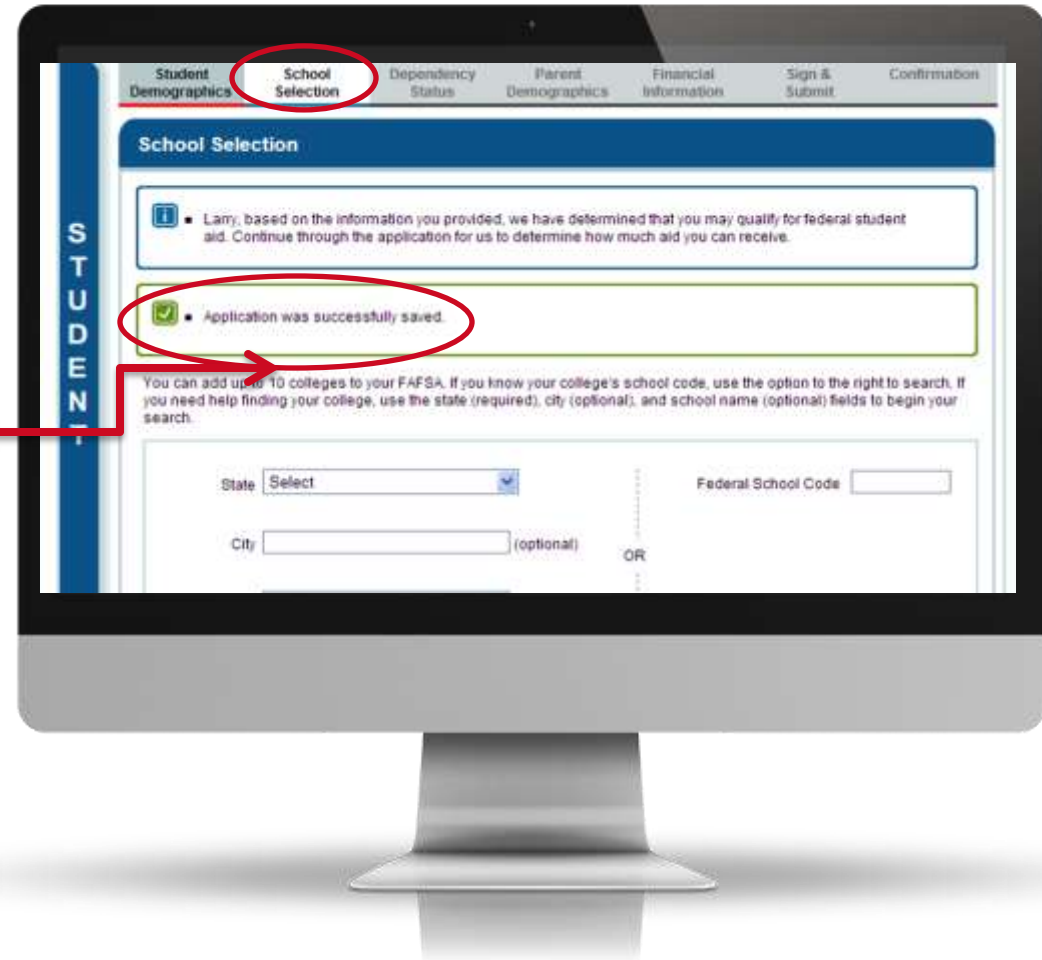 Student Demographics
School Selection
Dependency Status
Parent Demographics
Financial Information
Sign & Submit
Confirmation
STUDENT
School Selection
Larry, based on the information you provided, we have determined that you may qualify for federal student
aid. Continue through the application for us to determine how much aid you can receive.
Application was successfully saved.
You can add up to 10 colleges to your FAFSA. If you know your college's school code, use the option to the right to search. If
you need help finding your college, use the state (required), city (optional), and school name (optional) fields to begin your
search.
State Select
Federal School Code
City (optional)
OR